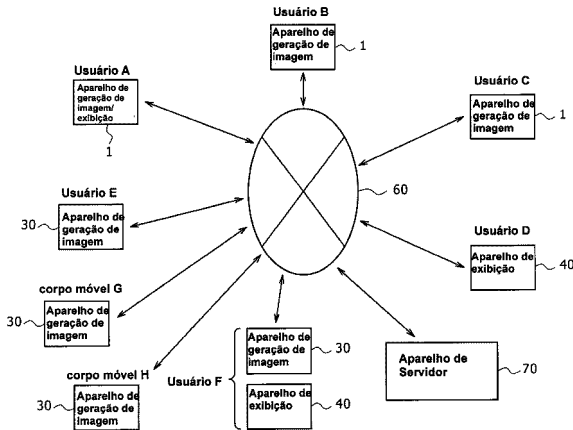 Usuário B
Aparelho de
geração de
imagem
1
Usuário A
Aparelho de
geração de
imagem/
exibição
1
Usuário C
Aparelho de
geração de
imagem
1
60
Usuário E
30
Aparelho de
geração de
imagem
Usuário D
Aparelho de
exibição
40
corpo móvel G
30
Aparelho de
geração de
imagem
corpo móvel H
30
Aparelho de
geração de
imagem
Usuário F
Aparelho de
geração de
imagem
30
Aparelho de
exibição
40
Aparelho de
Servidor
70